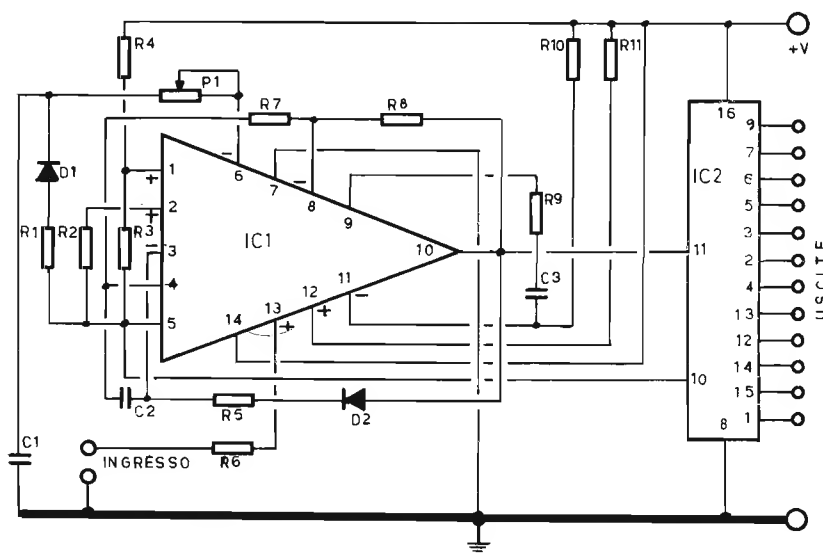 R4
P1
R10
R11
+V
R7
R8
16
D1
1
+
6
−
7
−
8
9
IC2
9
7
6
5
3
2
4
13
12
14
15
1
R1
R2
2
+
3
−
R3
IC1
R9
10
11
4
−
5
11
−
C3
12
+
13
+
14
10
C2
R5
D2
8
C1
INGRESSO
R6
USCITE